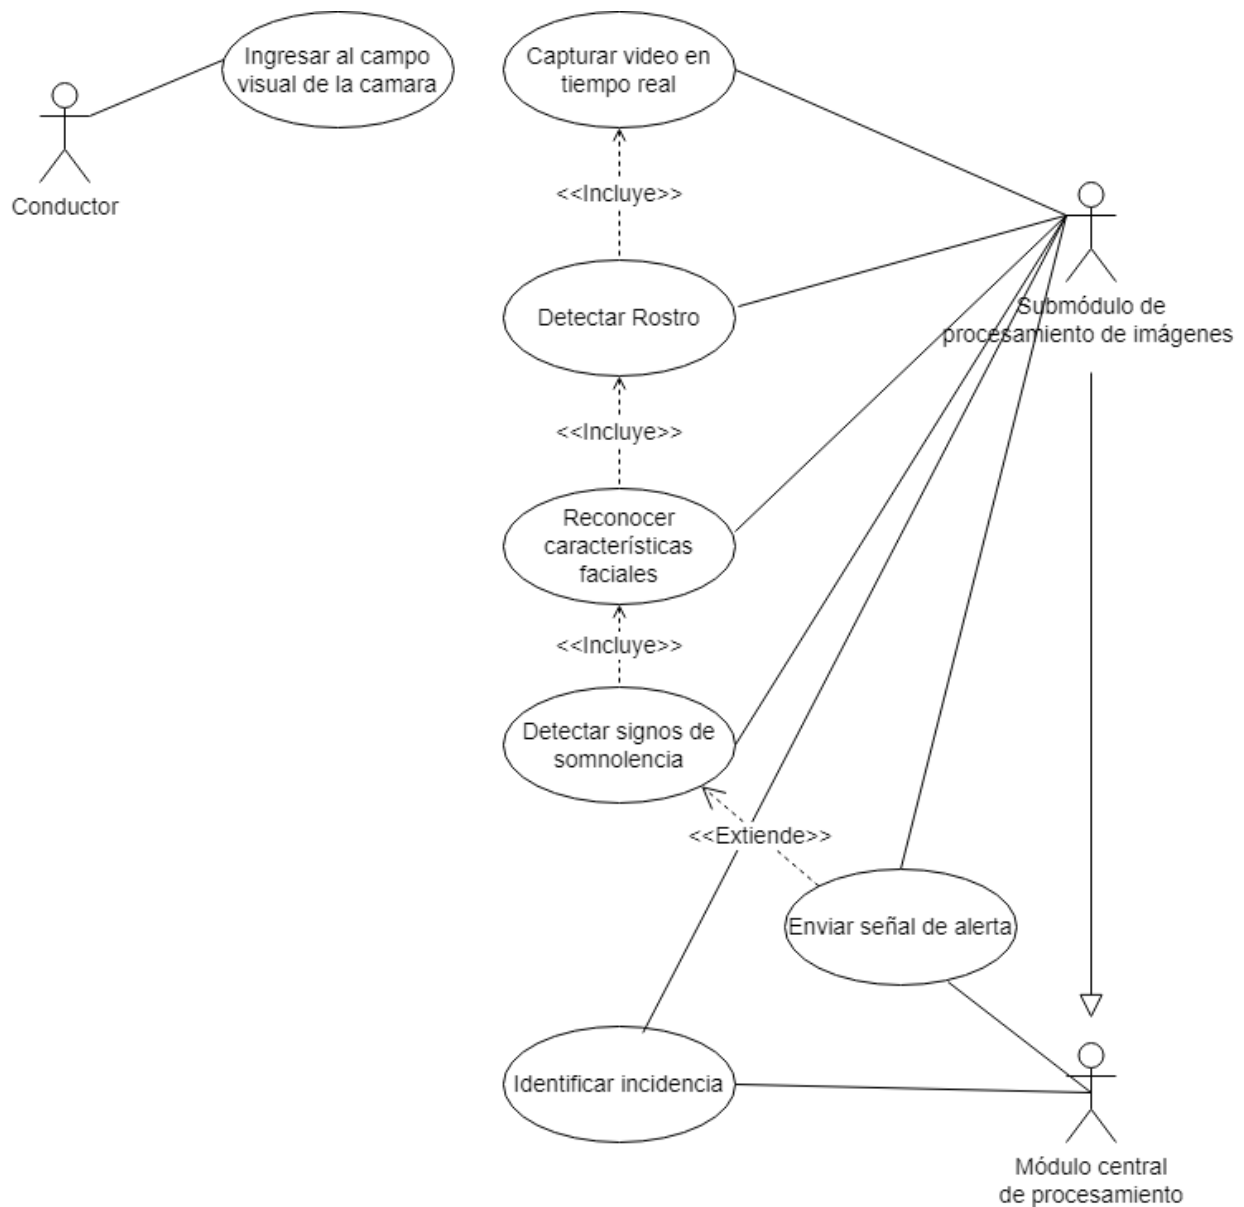 Ingresar al campo
visual de la camara
Capturar video en
tiempo real
Conductor
<<Incluye>>
Submódulo de
procesamiento de imágenes
Detectar Rostro
<<Incluye>>
Reconocer
características
faciales
<<Incluye>>
Detectar signos de
somnolencia
<<Extiende>>
Enviar señal de alerta
Identificar incidencia
Módulo central
de procesamiento